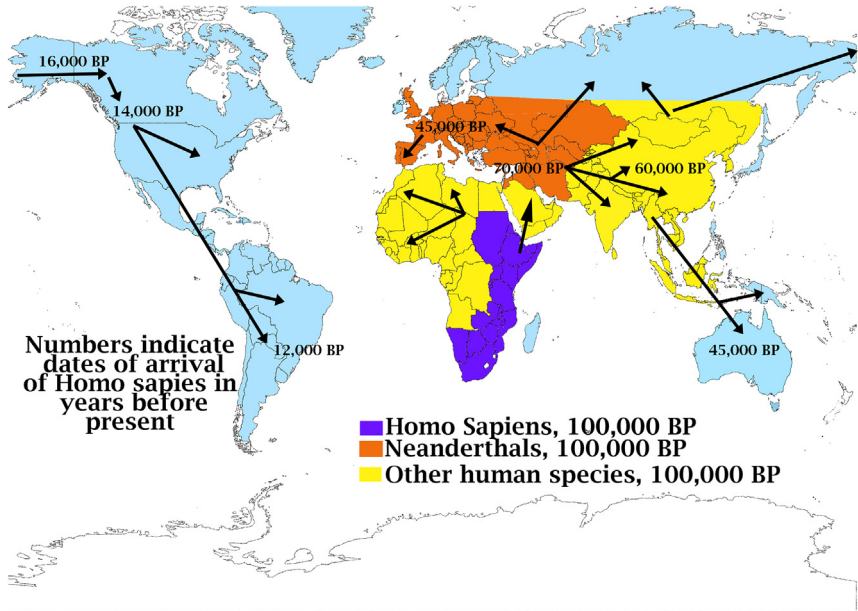 16,000 BP
14,000 BP
45,000 BP
70,000 BP
60,000 BP
Numbers indicate
dates of arrival
of Homo sapies in
years before
present
12,000 BP
45,000 BP
Homo Sapiens, 100,000 BP
Neanderthals, 100,000 BP
Other human species, 100,000 BP